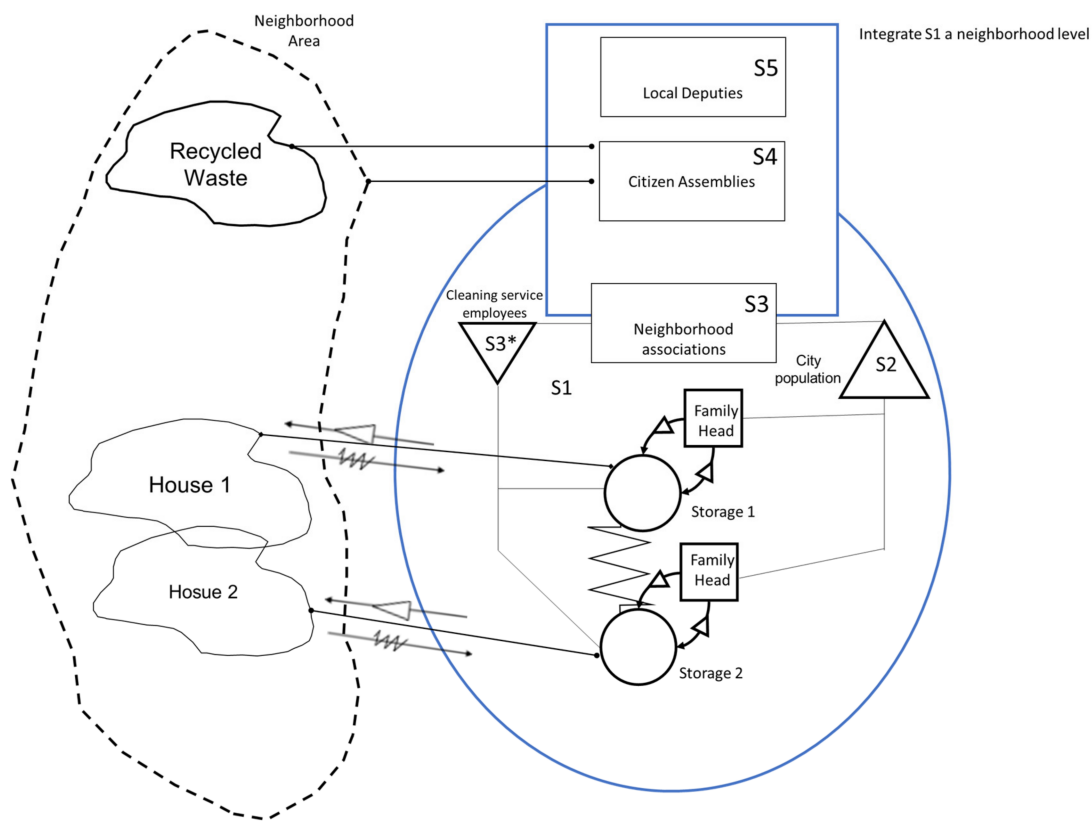 Neighborhood
Area
Integrate S1 a neighborhood level
S5
Local Deputies
Recycled
Waste
S4
Citizen Assemblies
Cleaning service
employees
S3
Neighborhood
associations
S3*
City
population
S2
S1
Family
Head
House 1
Storage 1
Family
Head
Hosue 2
Storage 2